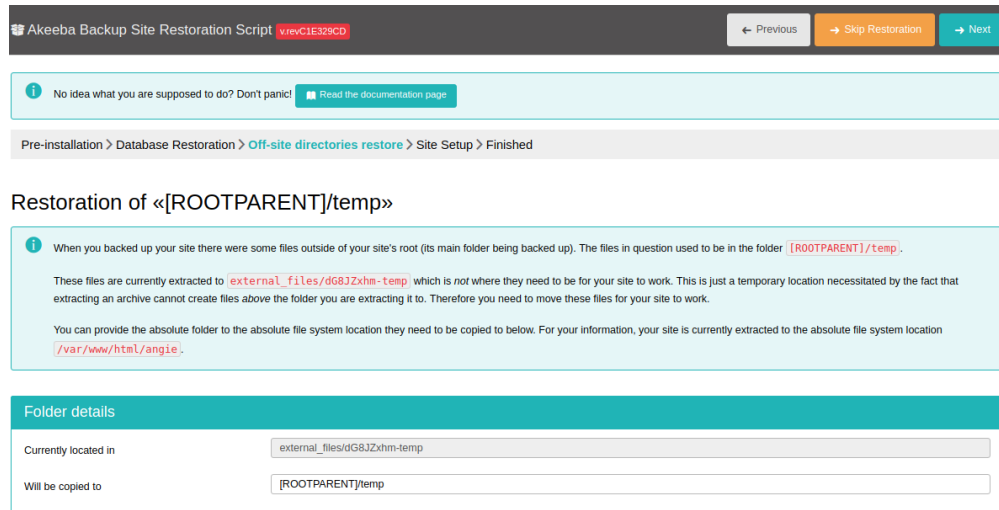 Akeeba Backup Site Restoration Script v.revC1E329CD
← Previous
→ Skip Restoration
→ Next
No idea what you are supposed to do? Don't panic! Read the documentation page
Pre-installation > Database Restoration > Off-site directories restore > Site Setup > Finished
Restoration of «[ROOTPARENT]/temp»
When you backed up your site there were some files outside of your site's root (its main folder being backed up). The files in question used to be in the folder [ROOTPARENT]/temp.
These files are currently extracted to external_files/dG8JZxhm-temp which is not where they need to be for your site to work. This is just a temporary location necessitated by the fact that
extracting an archive cannot create files above the folder you are extracting it to. Therefore you need to move these files for your site to work.
You can provide the absolute folder to the absolute file system location they need to be copied to below. For your information, your site is currently extracted to the absolute file system location
/var/www/html/angie.
Folder details
Currently located in
external_files/dG8JZxhm-temp
Will be copied to
[ROOTPARENT]/temp